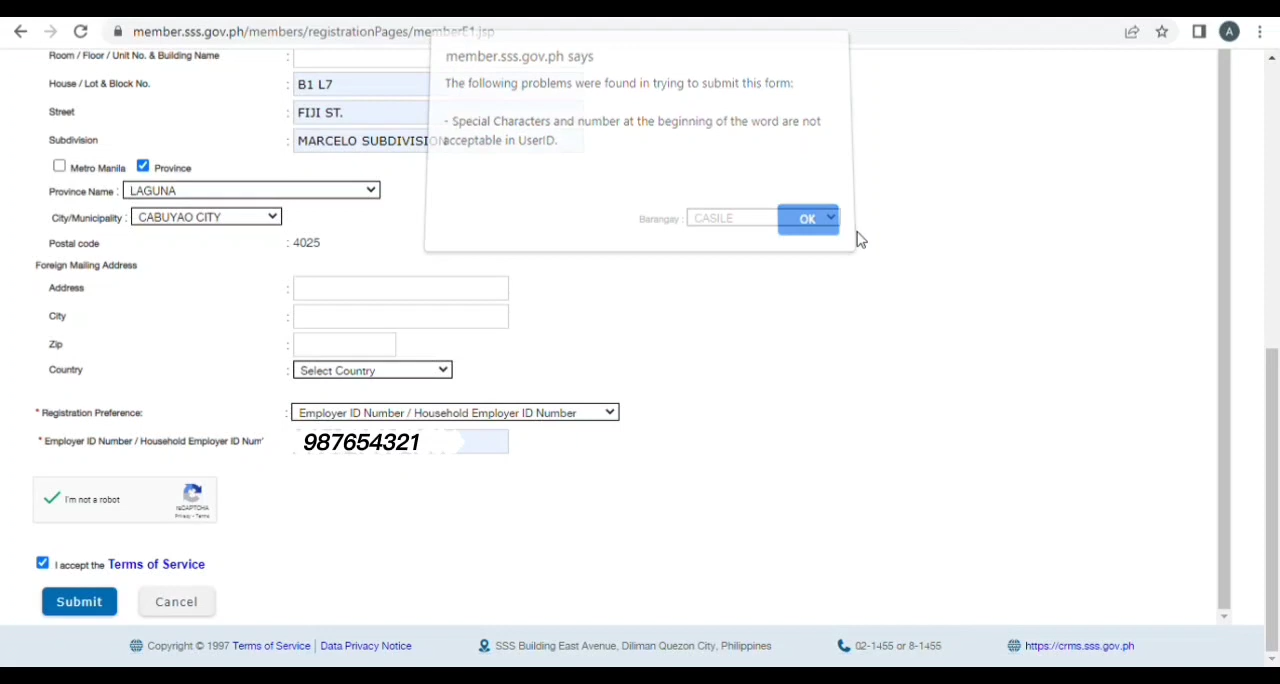 member.sss.gov.ph/members/registrationPages/memberE1.jsp
A
member.sss.gov.ph says
The following problems were found in trying to submit this form:
- Special Characters and number at the beginning of the word are not
acceptable in UserID.
OK
Room / Floor / Unit No. & Building Name :
House / Lot & Block No. : B1 L7
Street : FIJI ST.
Subdivision : MARCELO SUBDIVISION
Metro Manila Province
Province Name : LAGUNA
City/Municipality : CABUYAO CITY Barangay : CASILE
Postal code : 4025
Foreign Mailing Address
Address :
City :
Zip :
Country : Select Country
* Registration Preference: : Employer ID Number / Household Employer ID Number
* Employer ID Number / Household Employer ID Num 987654321
I'm not a robot
reCAPTCHA
Privacy - Terms
I accept the Terms of Service
Submit Cancel
Copyright © 1997 Terms of Service | Data Privacy Notice SSS Building East Avenue, Diliman Quezon City, Philippines 02-1455 or 8-1455 https://crms.sss.gov.ph